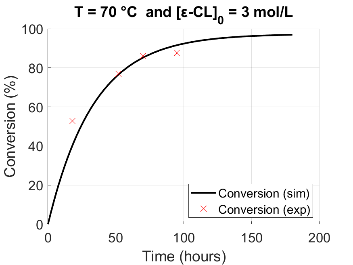 T = 70 °C and [ε-CL]₀ = 3 mol/L
100
80
60
40
20
0
Conversion (%)
Conversion (sim)
Conversion (exp)
0 50 100 150 200
Time (hours)